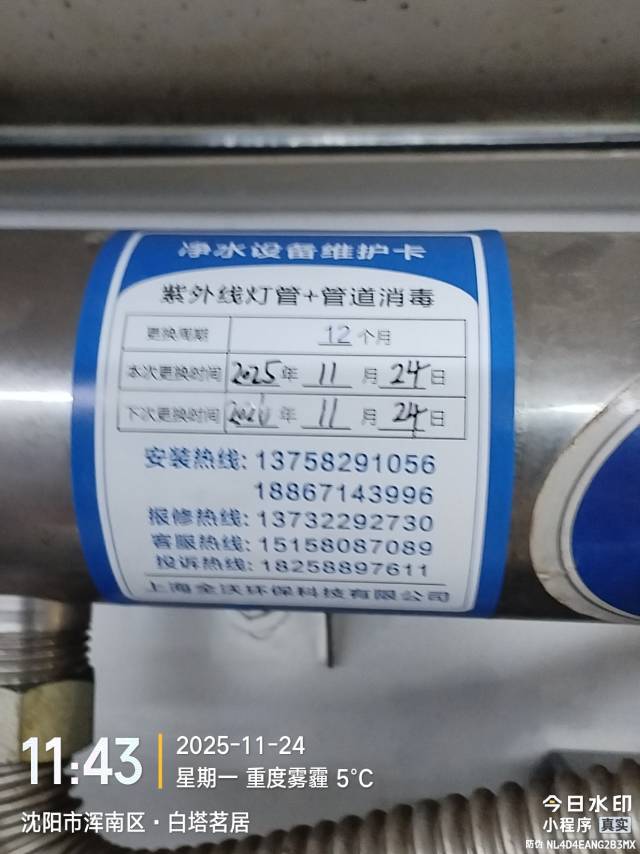 净水设备维护卡
紫外线灯管+管道消毒
更换周期 12个月
本次更换时间 2025年 11 月 24日
下次更换时间 2026年 11 月 24日
安装热线: 13758291056
18867143996
报修热线: 13732292730
客服热线: 15158087089
投诉热线: 18258897611
上海全沃环保科技有限公司
11:43
2025-11-24
星期一 重度雾霾 5°C
沈阳市浑南区·白塔茗居
今日水印
小程序 真实
防伪 NL4D4EANG2B3MX